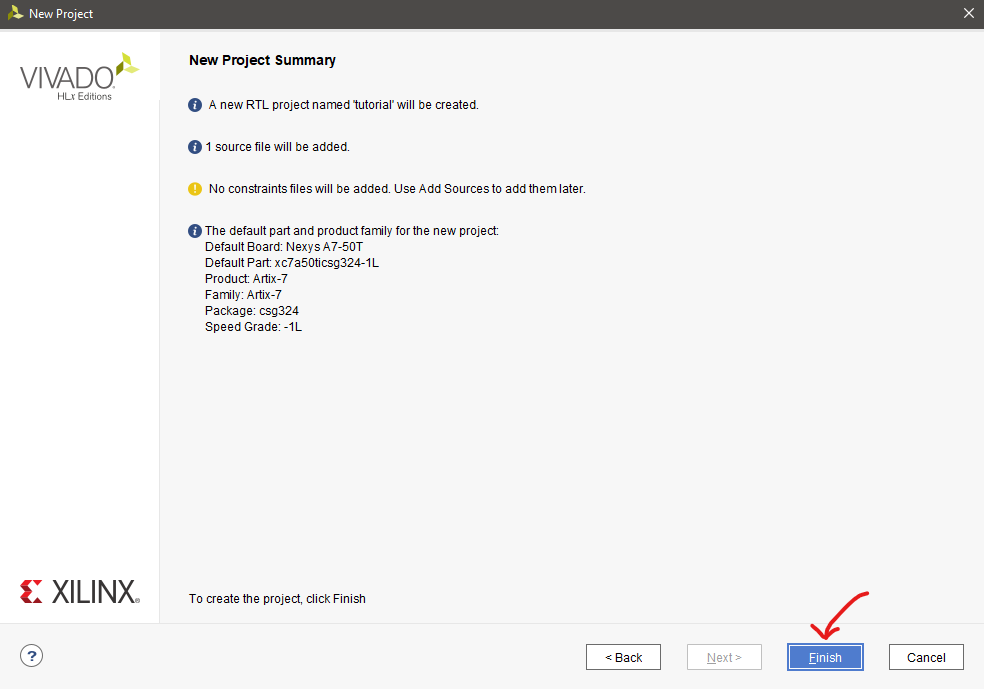 New Project
VIVADO
HLx Editions
New Project Summary
A new RTL project named 'tutorial' will be created.
1 source file will be added.
No constraints files will be added. Use Add Sources to add them later.
The default part and product family for the new project:
Default Board: Nexys A7-50T
Default Part: xc7a50ticsg324-1L
Product: Artix-7
Family: Artix-7
Package: csg324
Speed Grade: -1L
XILINX
To create the project, click Finish
?
< Back
Next >
Finish
Cancel